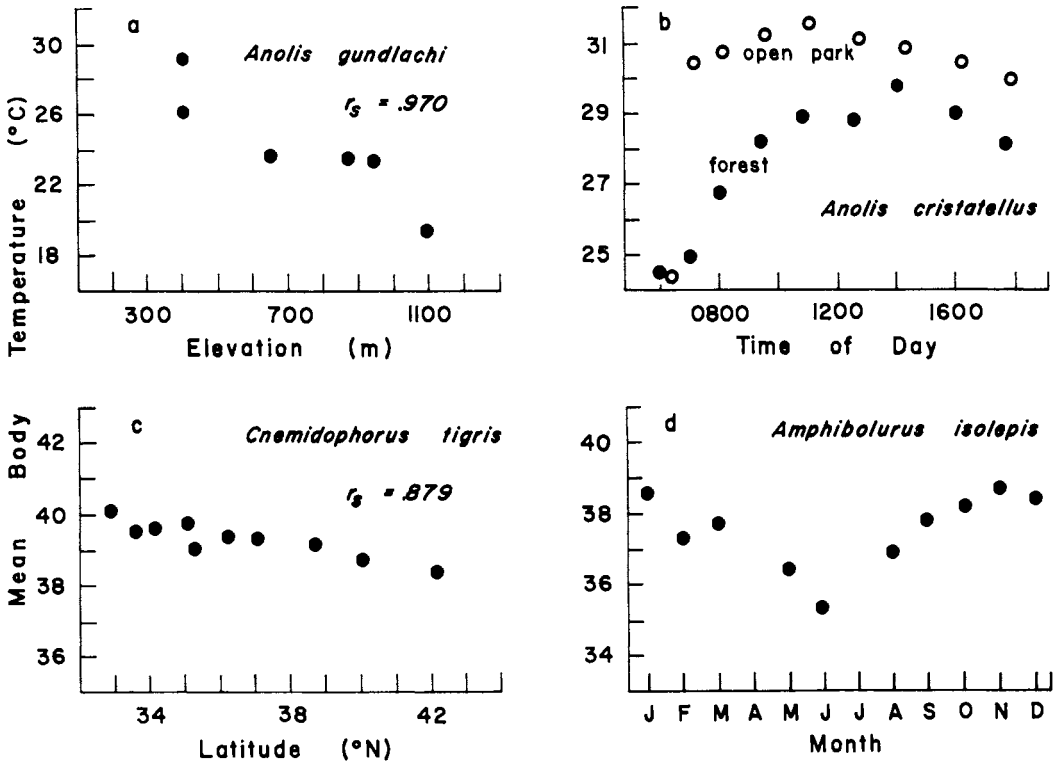 Mean Body Temperature (°C)
a
Anolis gundlachi
rs = .970
30
26
22
18
300 700 1100
Elevation (m)
b
open park
forest
Anolis cristatellus
31
29
27
25
0800 1200 1600
Time of Day
c
Cnemidophorus tigris
rs = .879
42
40
38
36
34 38 42
Latitude (°N)
d
Amphibolurus isolepis
40
38
36
34
J F M A M J J A S O N D
Month